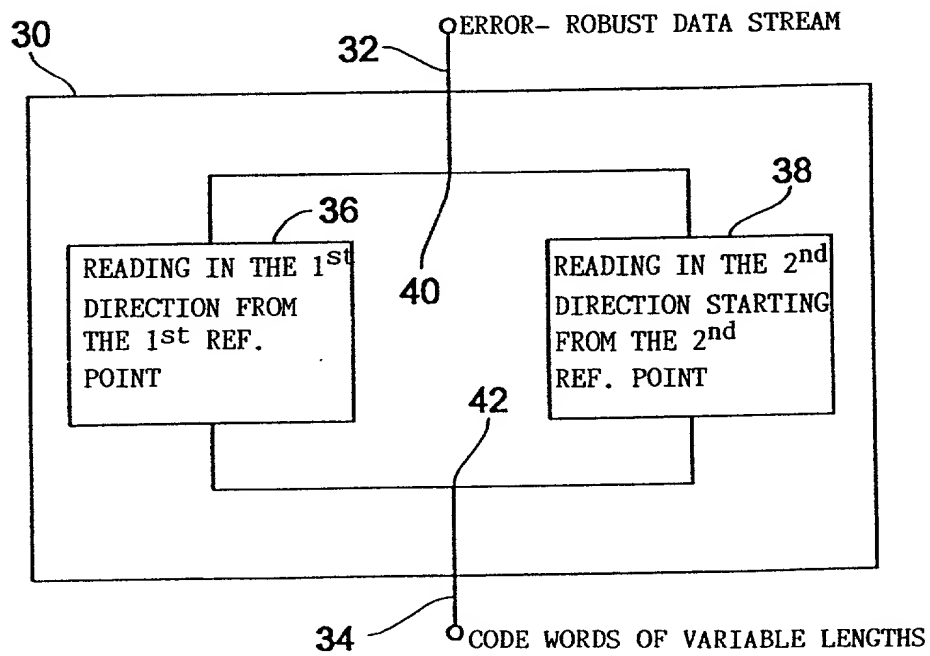 30
32
ERROR- ROBUST DATA STREAM
36
38
READING IN THE 1st
DIRECTION FROM
THE 1st REF.
POINT
40
READING IN THE 2nd
DIRECTION STARTING
FROM THE 2nd
REF. POINT
42
34
CODE WORDS OF VARIABLE LENGTHS